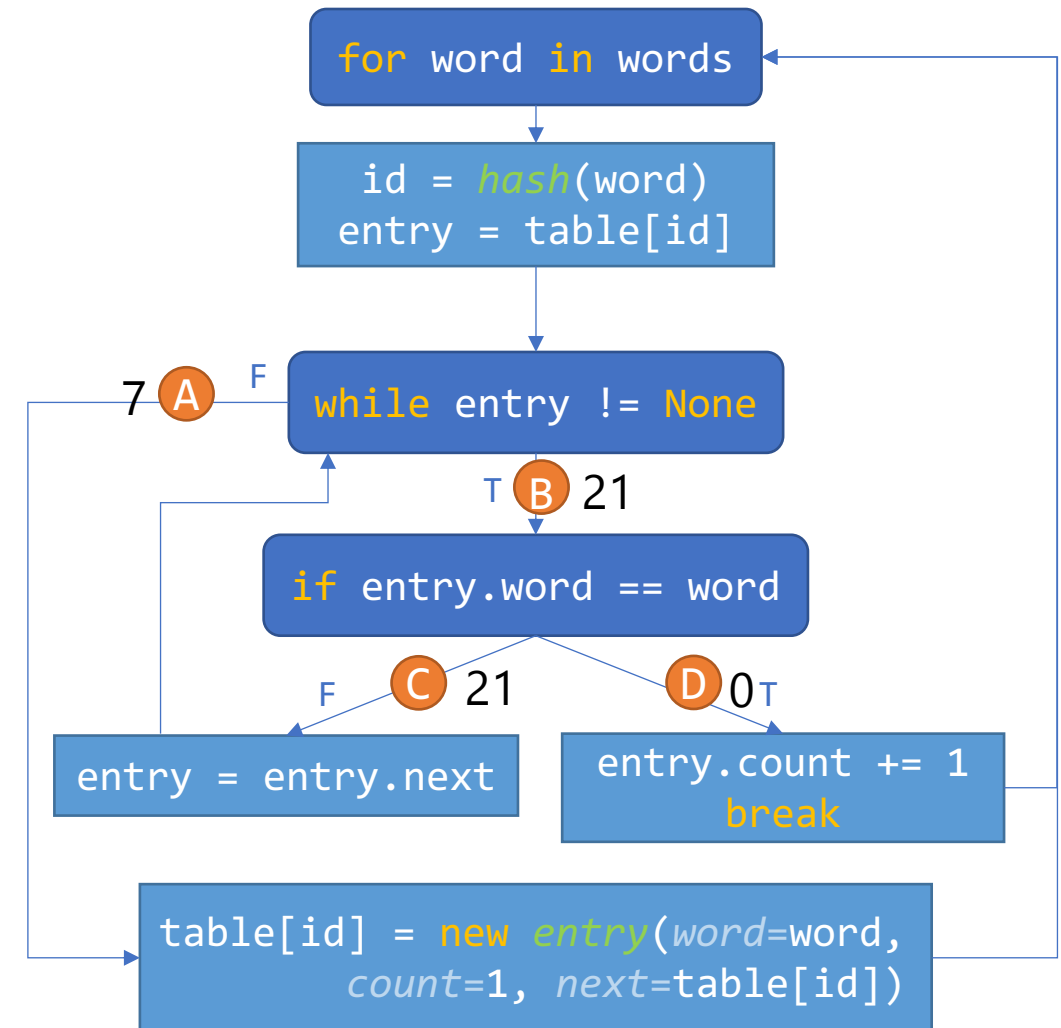 for word in words
id = hash(word)
entry = table[id]
7 A F
while entry != None
T B 21
if entry.word == word
F C 21
D 0 T
entry = entry.next
entry.count += 1
break
table[id] = new entry(word=word,
count=1, next=table[id])